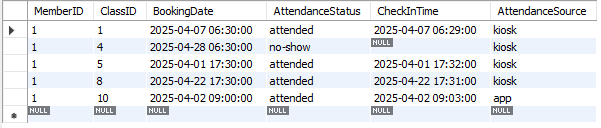 MemberID ClassID BookingDate AttendanceStatus CheckInTime AttendanceSource
1 1 2025-04-07 06:30:00 attended 2025-04-07 06:29:00 kiosk
1 4 2025-04-28 06:30:00 no-show NULL kiosk
1 5 2025-04-01 17:30:00 attended 2025-04-01 17:32:00 kiosk
1 8 2025-04-22 17:30:00 attended 2025-04-22 17:31:00 kiosk
1 10 2025-04-02 09:00:00 attended 2025-04-02 09:03:00 app
NULL NULL NULL NULL NULL NULL